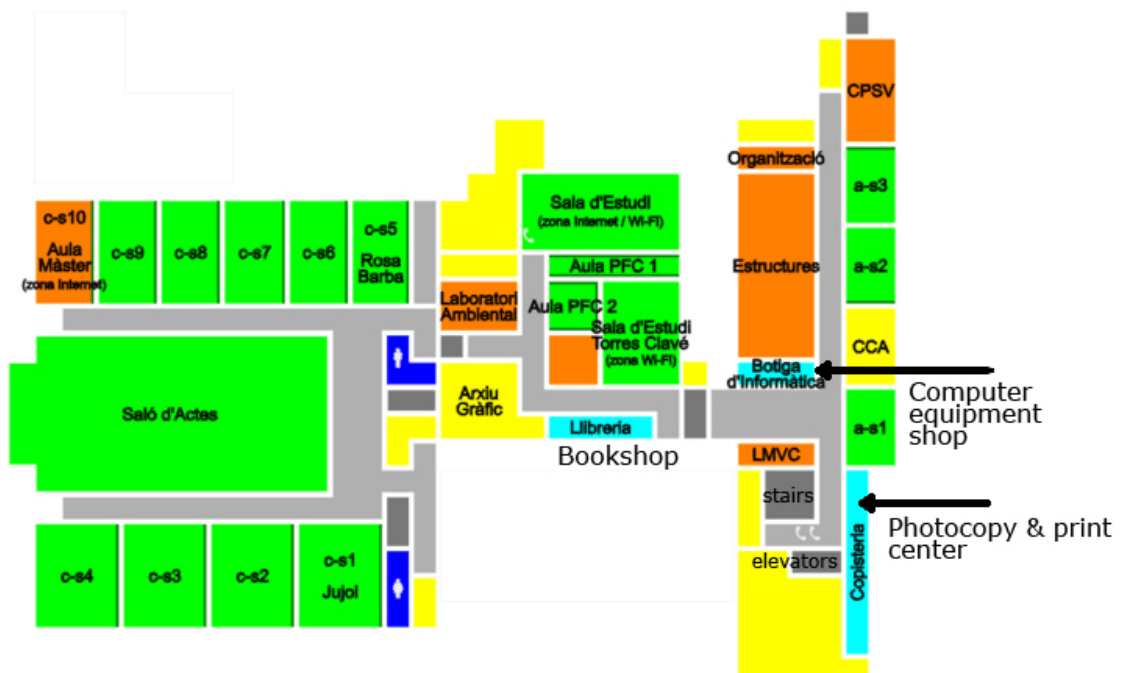 CPSV
Organització
a-s3
Sala d'Estudi
(zona Internet / WI-FI)
c-s10
Aula
Màster
(zona Internet)
c-s9
c-s8
c-s7
c-s6
c-s5
Rosa
Barba
Aula PFC 1
Estructures
a-s2
Laboratori
Ambiental
Aula PFC 2
Sala d'Estudi
Torres Clavé
(zona WI-FI)
CCA
Botiga
d'Informàtica
Computer
equipment
shop
Saló d'Actes
Arxiu
Gràfic
Llibreria
Bookshop
a-s1
LMVC
stairs
Photocopy & print
center
elevators
Copisteria
c-s4
c-s3
c-s2
c-s1
Jujol